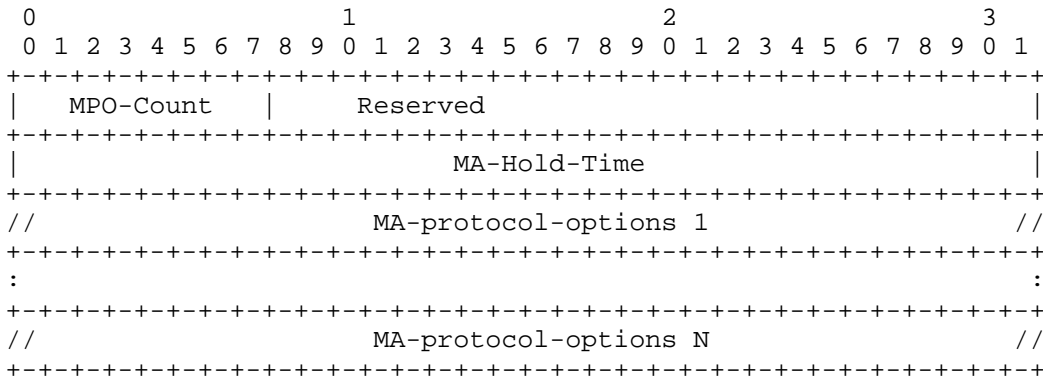 0                   1                   2                   3
 0 1 2 3 4 5 6 7 8 9 0 1 2 3 4 5 6 7 8 9 0 1 2 3 4 5 6 7 8 9 0 1
+-+-+-+-+-+-+-+-+-+-+-+-+-+-+-+-+-+-+-+-+-+-+-+-+-+-+-+-+-+-+-+-+
|   MPO-Count   |     Reserved                                  |
+-+-+-+-+-+-+-+-+-+-+-+-+-+-+-+-+-+-+-+-+-+-+-+-+-+-+-+-+-+-+-+-+
|                           MA-Hold-Time                        |
+-+-+-+-+-+-+-+-+-+-+-+-+-+-+-+-+-+-+-+-+-+-+-+-+-+-+-+-+-+-+-+-+
//                     MA-protocol-options 1                   //
+-+-+-+-+-+-+-+-+-+-+-+-+-+-+-+-+-+-+-+-+-+-+-+-+-+-+-+-+-+-+-+-+
:                                                               :
+-+-+-+-+-+-+-+-+-+-+-+-+-+-+-+-+-+-+-+-+-+-+-+-+-+-+-+-+-+-+-+-+
//                     MA-protocol-options N                   //
+-+-+-+-+-+-+-+-+-+-+-+-+-+-+-+-+-+-+-+-+-+-+-+-+-+-+-+-+-+-+-+-+